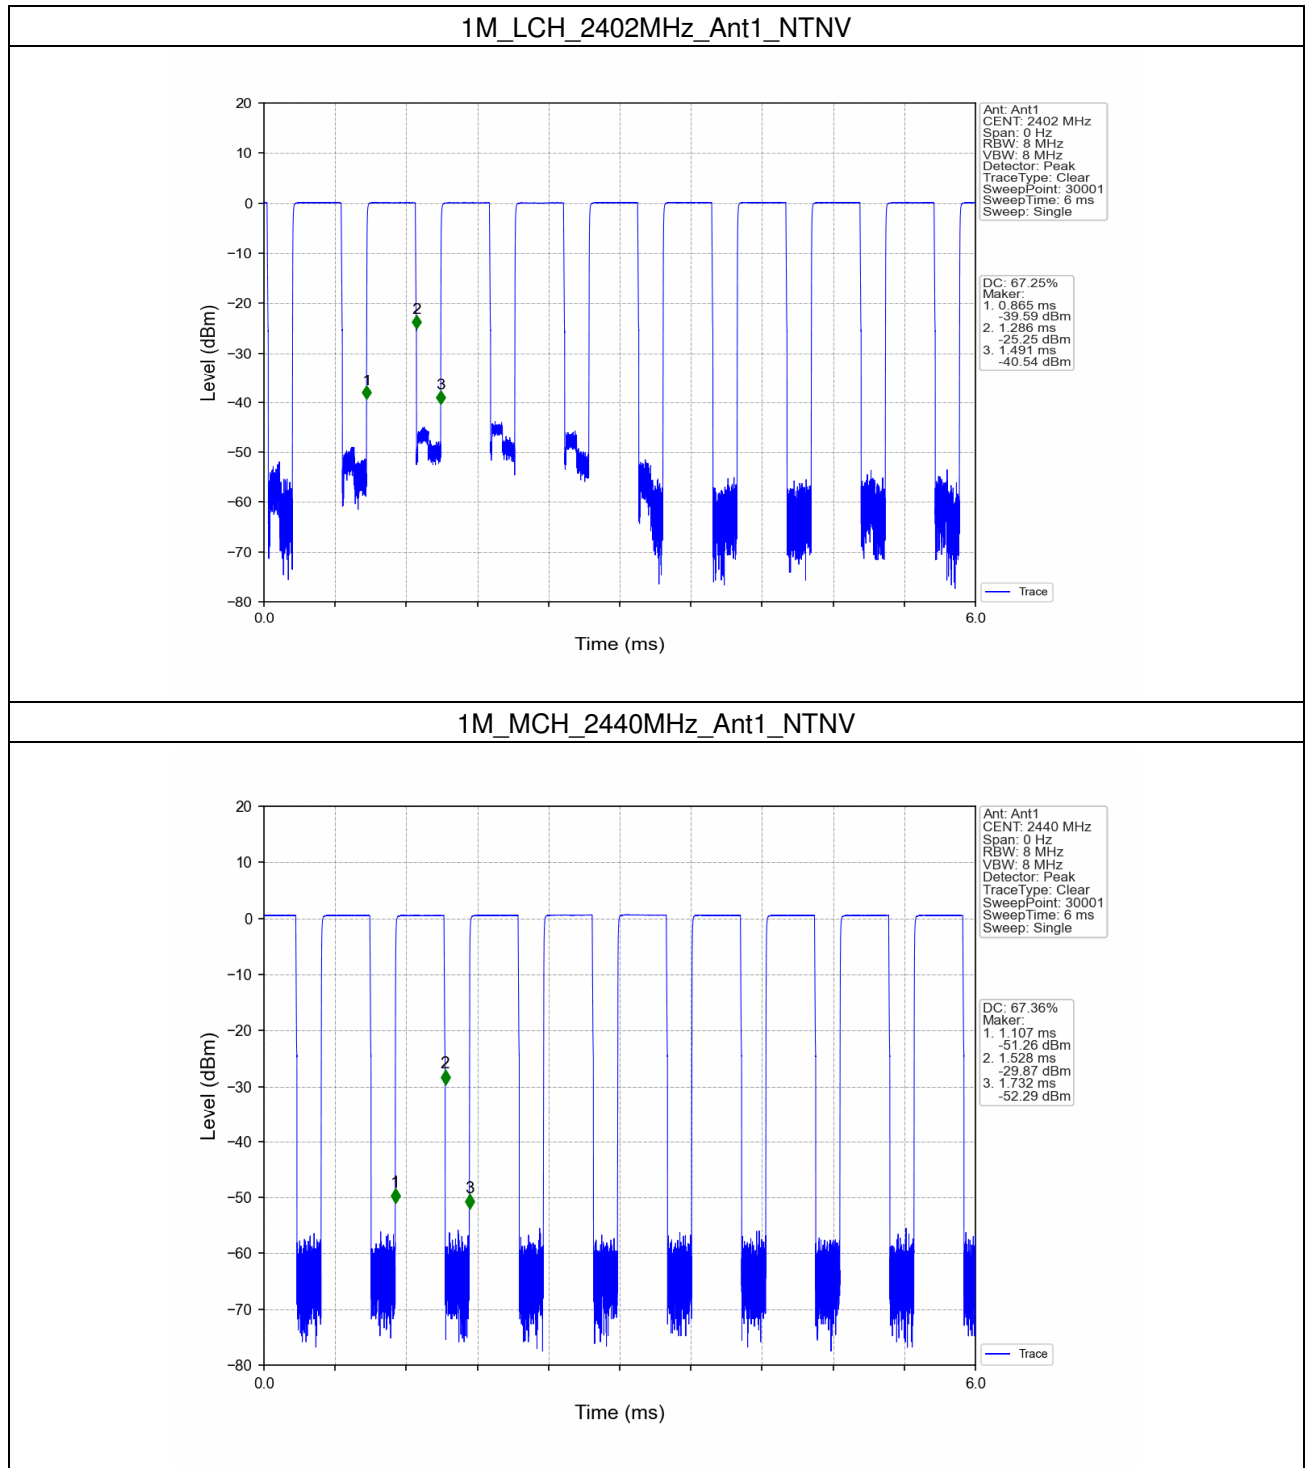 1M_LCH_2402MHz_Ant1_NTNV
20
10
0
−10
−20
−30
−40
−50
−60
−70
−80
Level (dBm)
0.0
6.0
Time (ms)
1
2
3
Ant: Ant1
CENT: 2402 MHz
Span: 0 Hz
RBW: 8 MHz
VBW: 8 MHz
Detector: Peak
TraceType: Clear
SweepPoint: 30001
SweepTime: 6 ms
Sweep: Single
DC: 67.25%
Maker:
1. 0.865 ms
-39.59 dBm
2. 1.286 ms
-25.25 dBm
3. 1.491 ms
-40.54 dBm
Trace
1M_MCH_2440MHz_Ant1_NTNV
20
10
0
−10
−20
−30
−40
−50
−60
−70
−80
Level (dBm)
0.0
6.0
Time (ms)
1
2
3
Ant: Ant1
CENT: 2440 MHz
Span: 0 Hz
RBW: 8 MHz
VBW: 8 MHz
Detector: Peak
TraceType: Clear
SweepPoint: 30001
SweepTime: 6 ms
Sweep: Single
DC: 67.36%
Maker:
1. 1.107 ms
-51.26 dBm
2. 1.528 ms
-29.87 dBm
3. 1.732 ms
-52.29 dBm
Trace